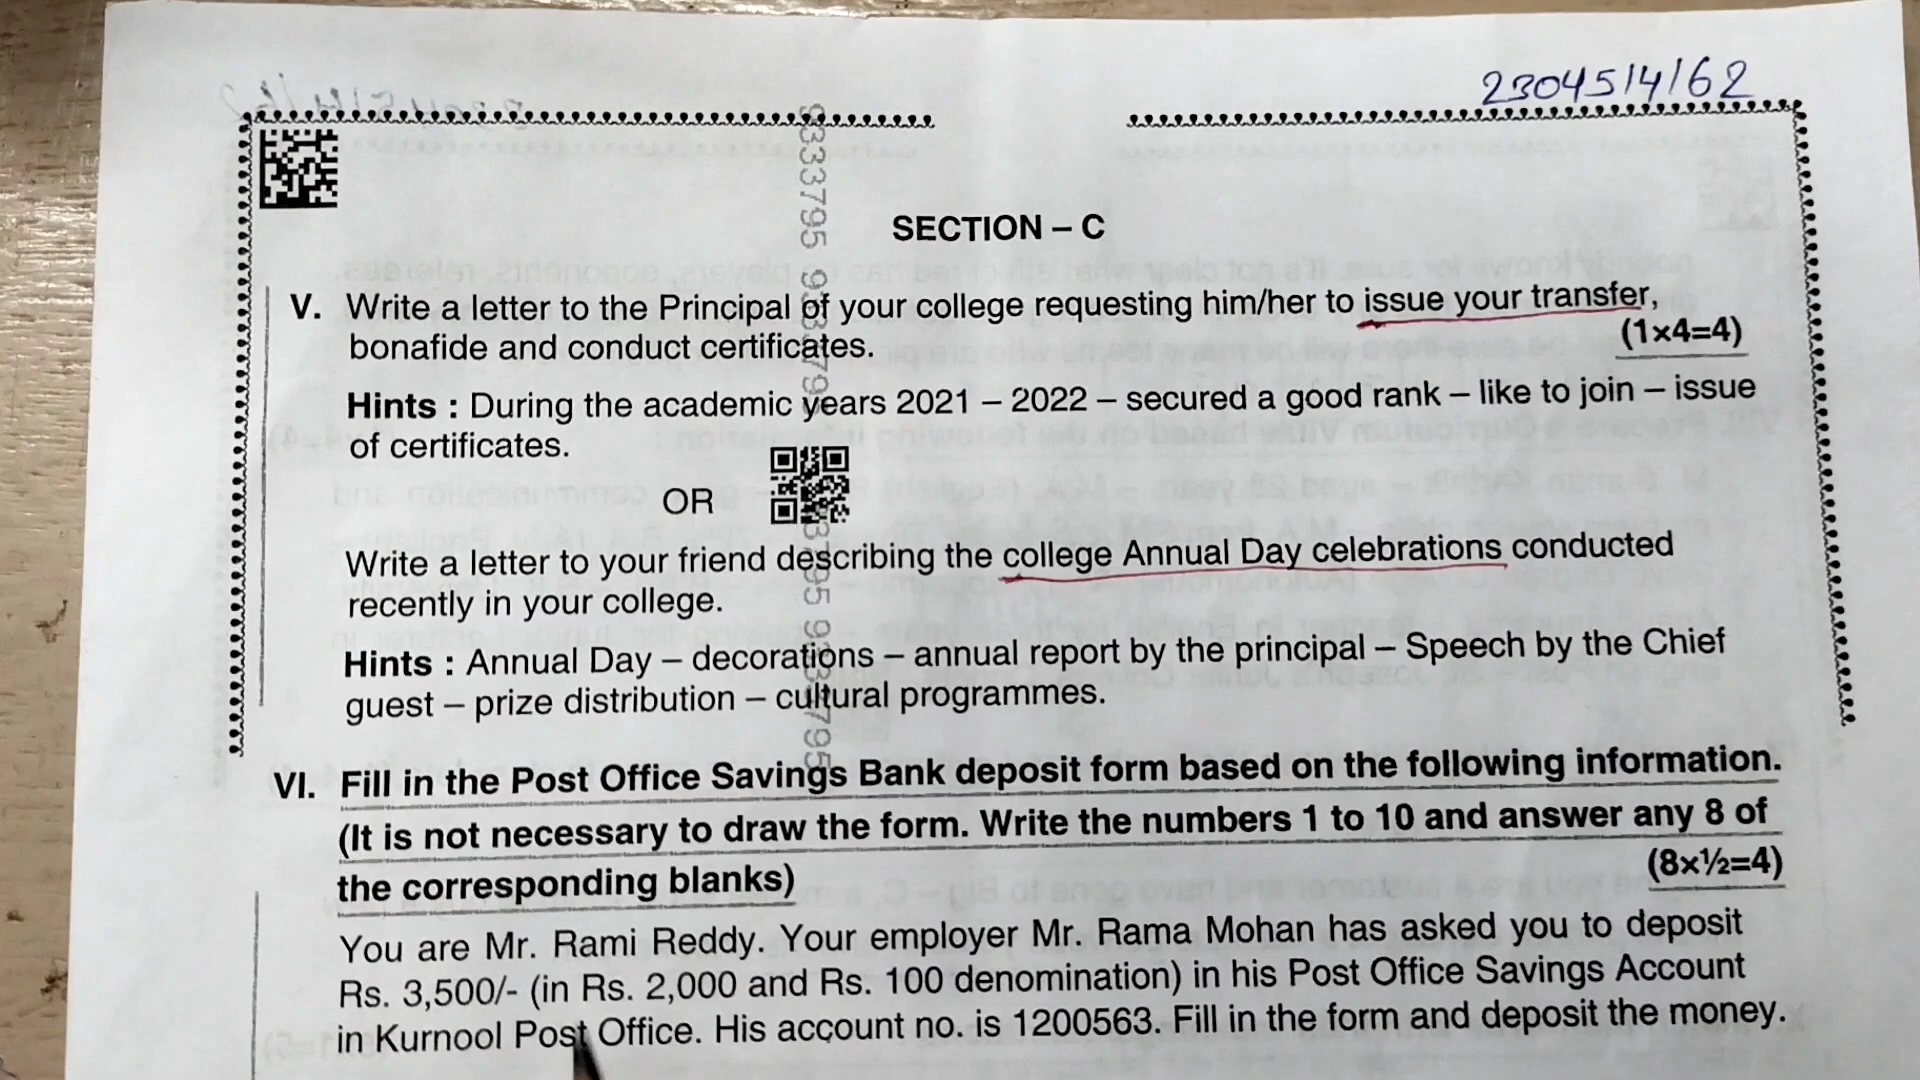 2304514162
SECTION – C
V. Write a letter to the Principal of your college requesting him/her to issue your transfer,
bonafide and conduct certificates. (1×4=4)
Hints : During the academic years 2021 – 2022 – secured a good rank – like to join – issue
of certificates.
OR
Write a letter to your friend describing the college Annual Day celebrations conducted
recently in your college.
Hints : Annual Day – decorations – annual report by the principal – Speech by the Chief
guest – prize distribution – cultural programmes.
VI. Fill in the Post Office Savings Bank deposit form based on the following information.
(It is not necessary to draw the form. Write the numbers 1 to 10 and answer any 8 of
the corresponding blanks) (8×½=4)
You are Mr. Rami Reddy. Your employer Mr. Rama Mohan has asked you to deposit
Rs. 3,500/- (in Rs. 2,000 and Rs. 100 denomination) in his Post Office Savings Account
in Kurnool Post Office. His account no. is 1200563. Fill in the form and deposit the money.